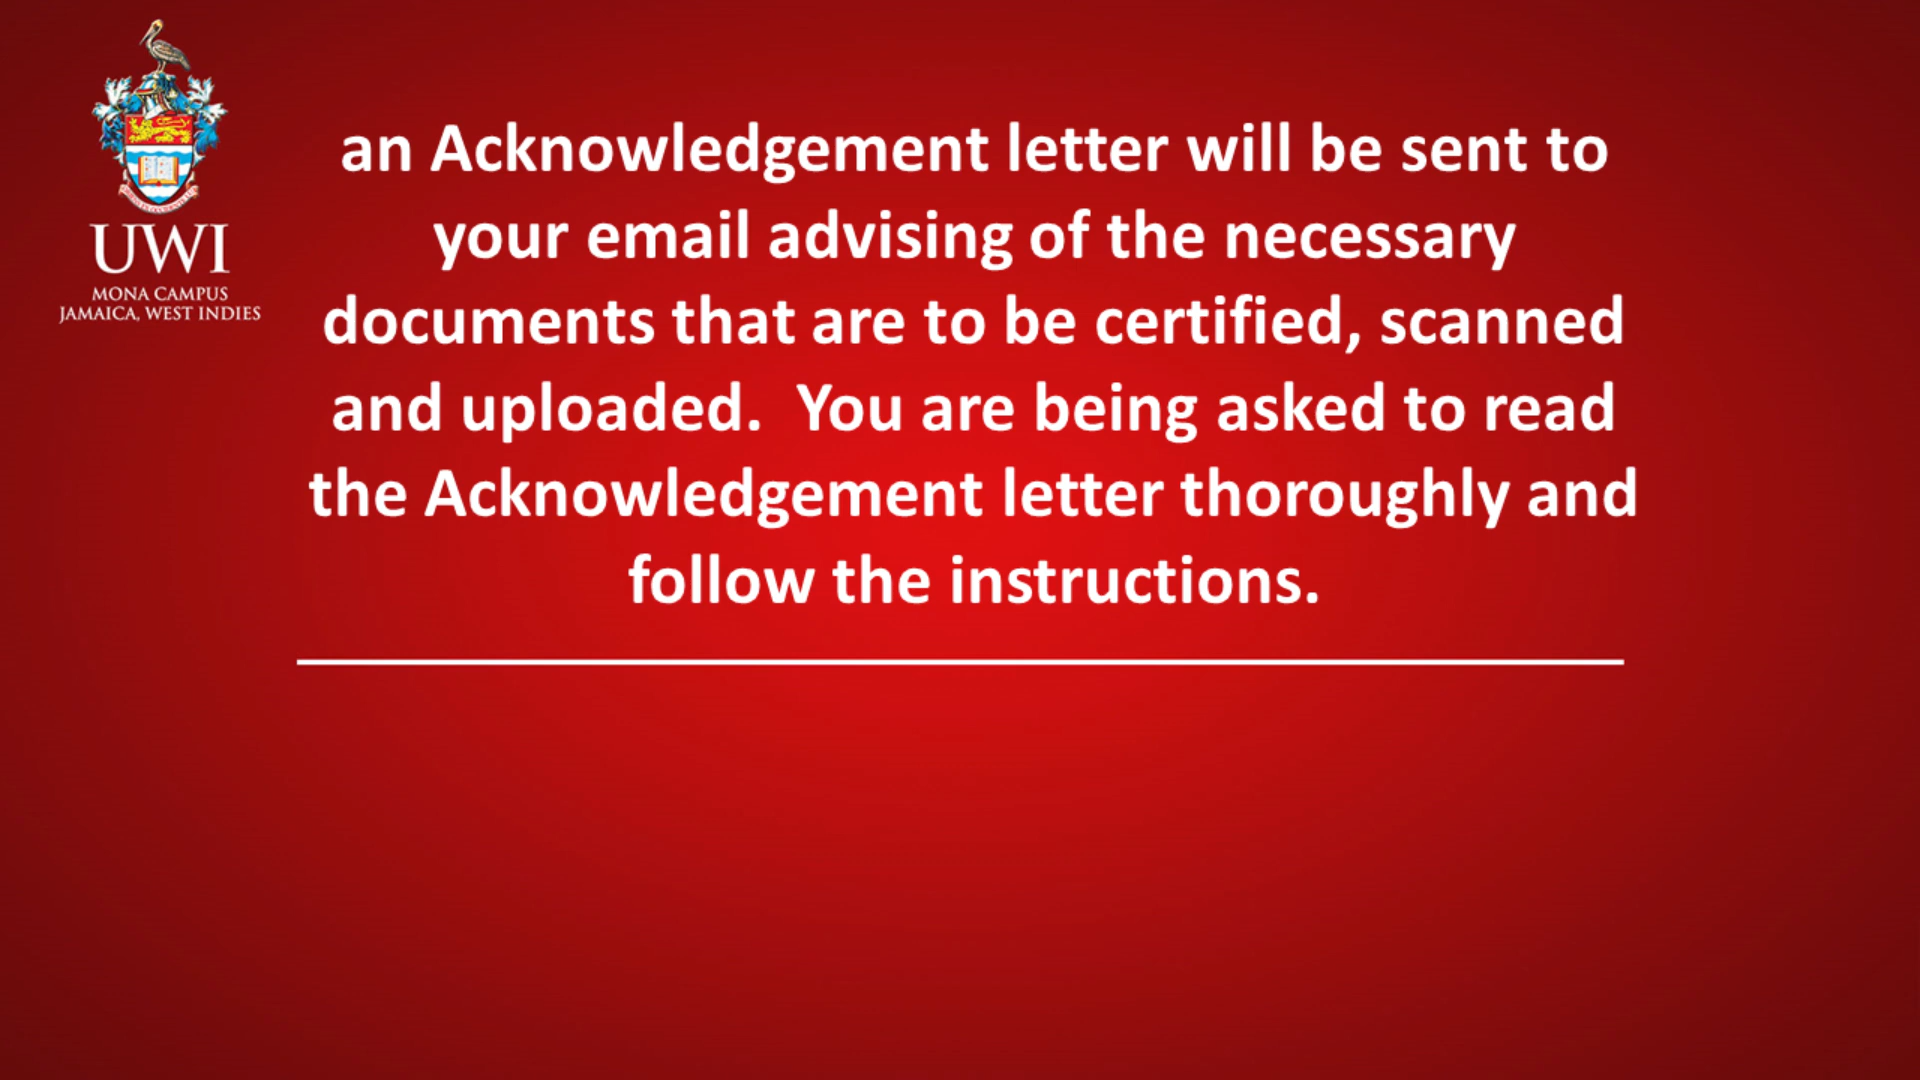 UWI
MONA CAMPUS
JAMAICA, WEST INDIES
an Acknowledgement letter will be sent to
your email advising of the necessary
documents that are to be certified, scanned
and uploaded.  You are being asked to read
the Acknowledgement letter thoroughly and
follow the instructions.